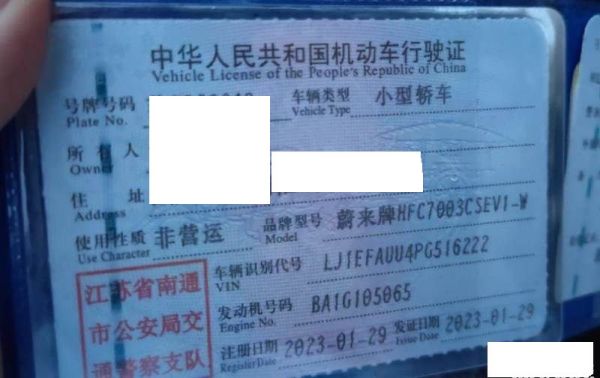 中华人民共和国机动车行驶证
Vehicle License of the People's Republic of China
号牌号码 车辆类型 小型轿车
Plate No. Vehicle Type
所有人
Owner
住址
Address
使用性质 非营运 品牌型号 蔚来牌HFC7003CSEV1-W
Use Character Model
江苏省南通
市公安局交
通警察支队
车辆识别代号 LJ1EFAUU4PG516222
VIN
发动机号码 BA1G105065
Engine No.
注册日期 2023-01-29 发证日期 2023-01-29
Register Date Issue Date